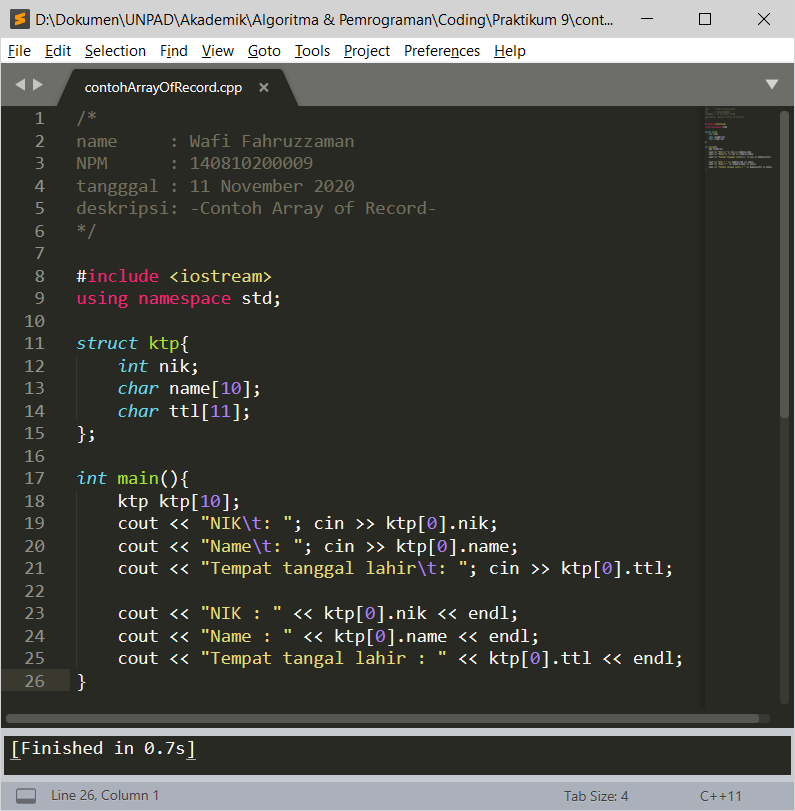 D:\Dokumen\UNPAD\Akademik\Algoritma & Pemrograman\Coding\Praktikum 9\cont...
File Edit Selection Find View Goto Tools Project Preferences Help
contohArrayOfRecord.cpp ×
1 /*
2 name     : Wafi Fahruzzaman
3 NPM      : 140810200009
4 tangggal : 11 November 2020
5 deskripsi: -Contoh Array of Record-
6 */
7
8 #include <iostream>
9 using namespace std;
10
11 struct ktp{
12     int nik;
13     char name[10];
14     char ttl[11];
15 };
16
17 int main(){
18     ktp ktp[10];
19     cout << "NIK\t: "; cin >> ktp[0].nik;
20     cout << "Name\t: "; cin >> ktp[0].name;
21     cout << "Tempat tanggal lahir\t: "; cin >> ktp[0].ttl;
22
23     cout << "NIK : " << ktp[0].nik << endl;
24     cout << "Name : " << ktp[0].name << endl;
25     cout << "Tempat tangal lahir : " << ktp[0].ttl << endl;
26 }
[Finished in 0.7s]
Line 26, Column 1 Tab Size: 4 C++11